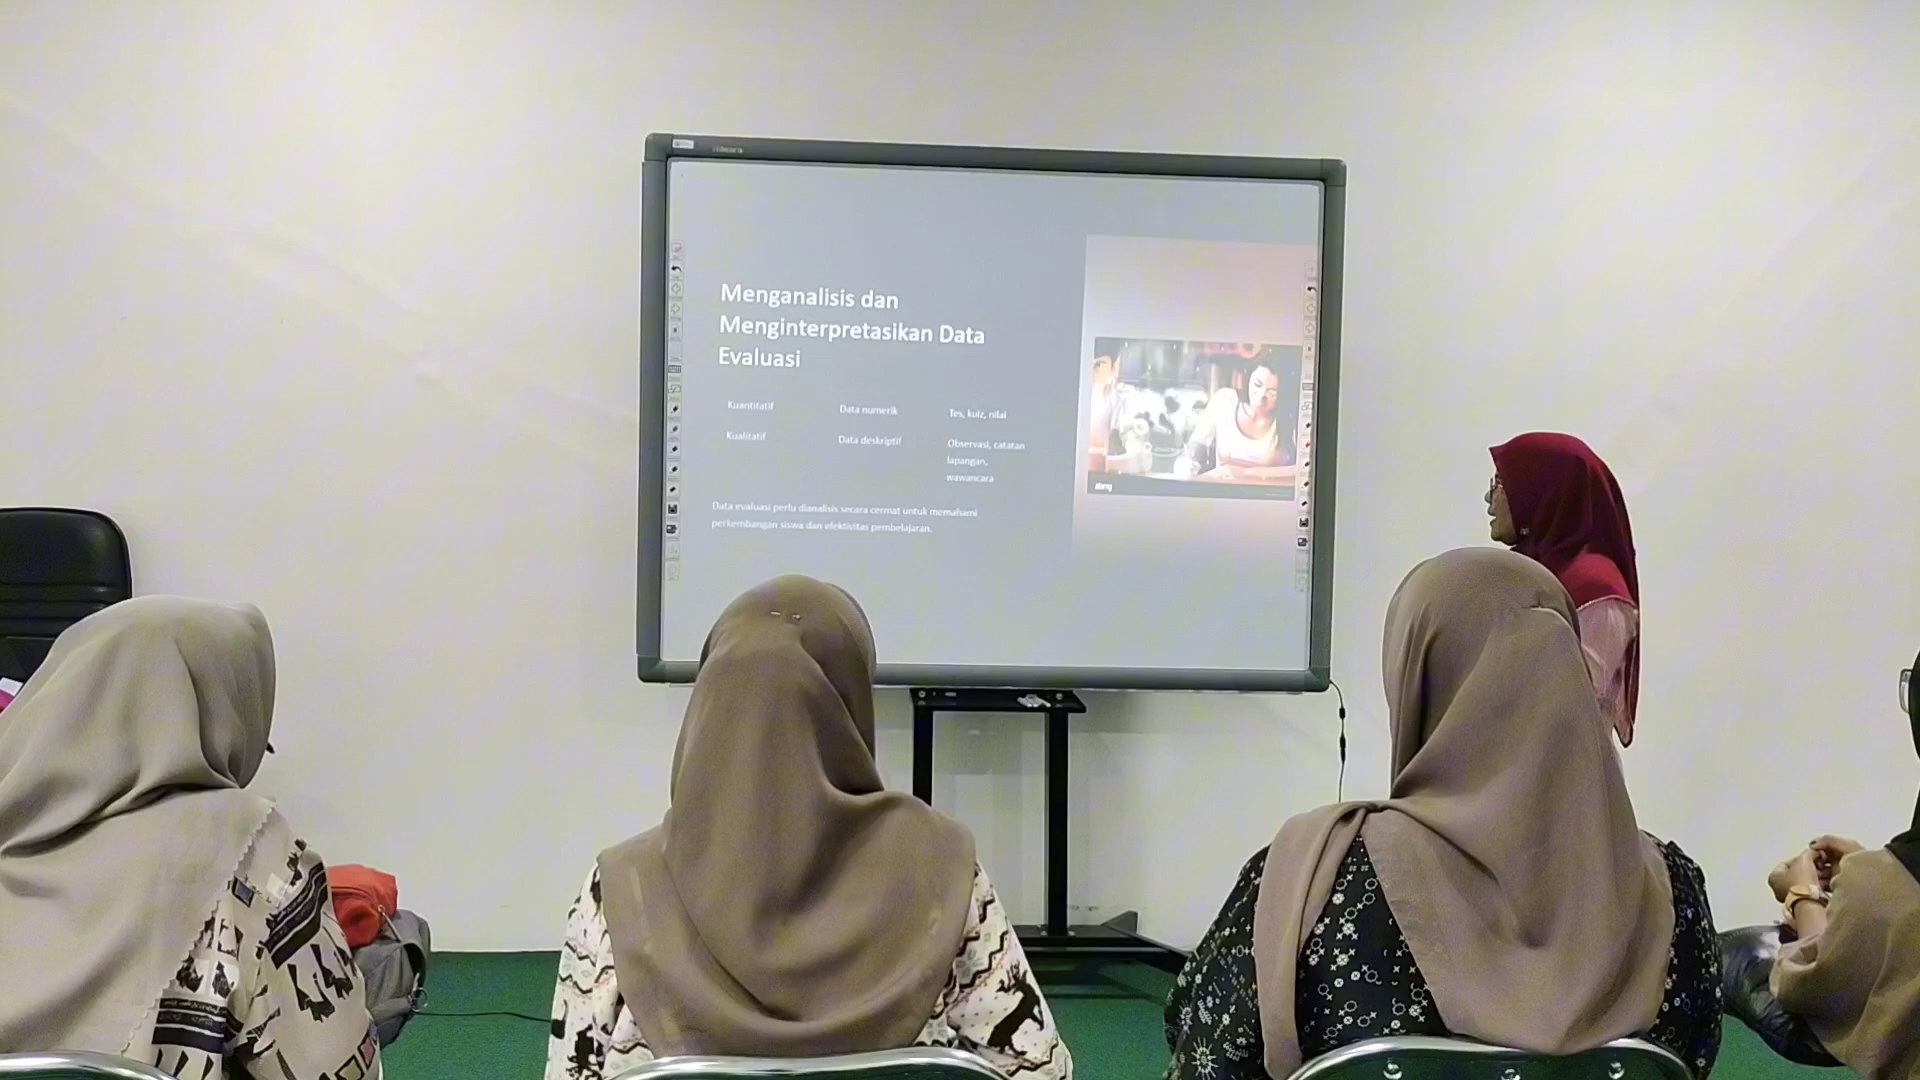 Menganalisis dan
Menginterpretasikan Data
Evaluasi
Kuantitatif
Data numerik
Tes, kuiz, nilai
Kualitatif
Data deskriptif
Observasi, catatan
lapangan,
wawancara
Data evaluasi perlu dianalisis secara cermat untuk memahami
perkembangan siswa dan efektivitas pembelajaran.
alamy